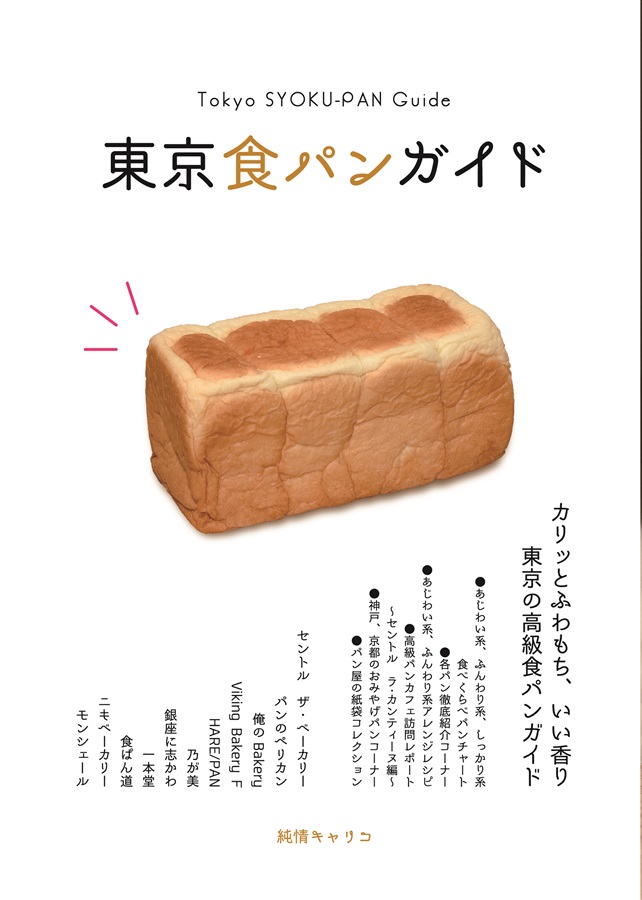 Tokyo SYOKU-PAN Guide
東京食パンガイド
カリッとふわもち、いい香り
東京の高級食パンガイド
●あじわい系、ふんわり系、しっかり系
食べくらべパンチャート
●各パン徹底紹介コーナー
●あじわい系、ふんわり系アレンジレシピ
●高級パンカフェ訪問レポート
〜セントル ラ・カンティーヌ編〜
●神戸、京都のおみやげパンコーナー
●パン屋の紙袋コレクション
セントル ザ・ベーカリー
パンのペリカン
俺のBakery
Viking Bakery F
HARE/PAN
乃が美
銀座に志かわ
一本堂
食ぱん道
ニキベーカリー
モンシェール
純情キャリコ